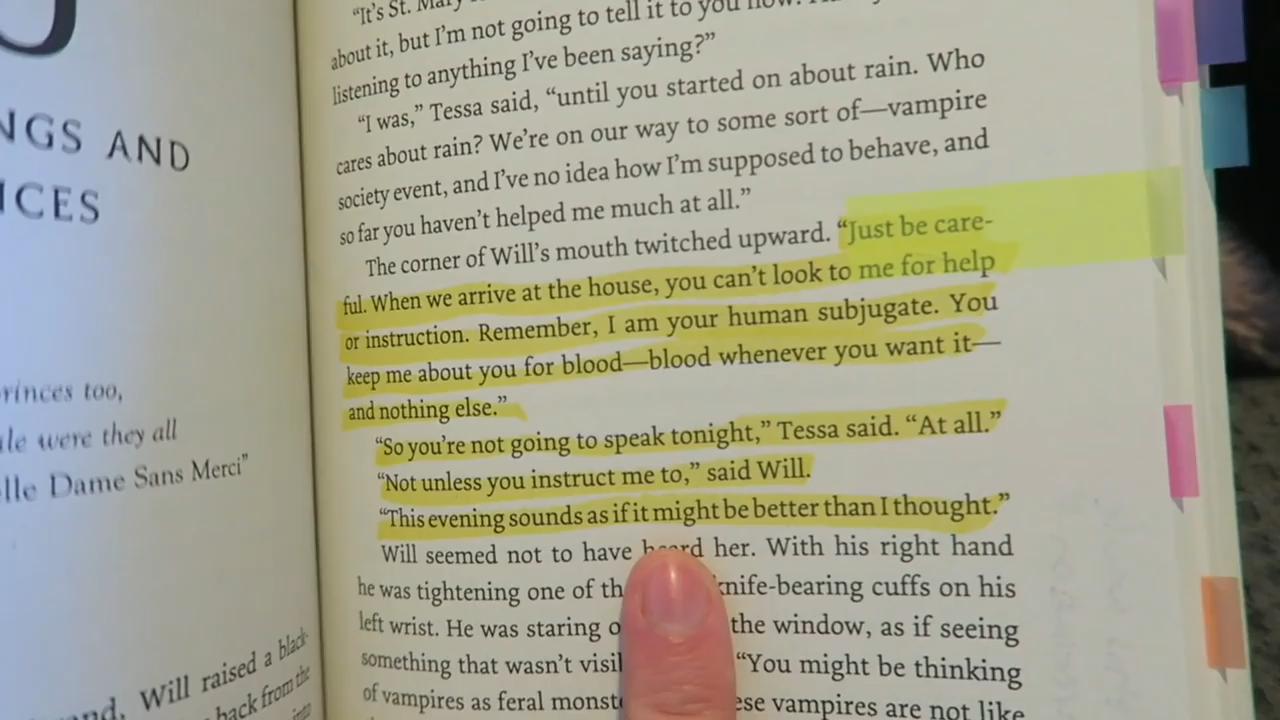 NGS AND
ICES
rinces too,
le were they all
elle Dame Sans Merci”
and, Will raised a black-
back from the
into
“It’s St. Mary
about it, but I’m not going to tell it to you now.
listening to anything I’ve been saying?”
“I was,” Tessa said, “until you started on about rain. Who
cares about rain? We’re on our way to some sort of—vampire
society event, and I’ve no idea how I’m supposed to behave, and
so far you haven’t helped me much at all.”
The corner of Will’s mouth twitched upward. “Just be care-
ful. When we arrive at the house, you can’t look to me for help
or instruction. Remember, I am your human subjugate. You
keep me about you for blood—blood whenever you want it—
and nothing else.”
“So you’re not going to speak tonight,” Tessa said. “At all.”
“Not unless you instruct me to,” said Will.
“This evening sounds as if it might be better than I thought.”
Will seemed not to have heard her. With his right hand
he was tightening one of th knife-bearing cuffs on his
left wrist. He was staring o the window, as if seeing
something that wasn’t visi “You might be thinking
of vampires as feral monst ese vampires are not like